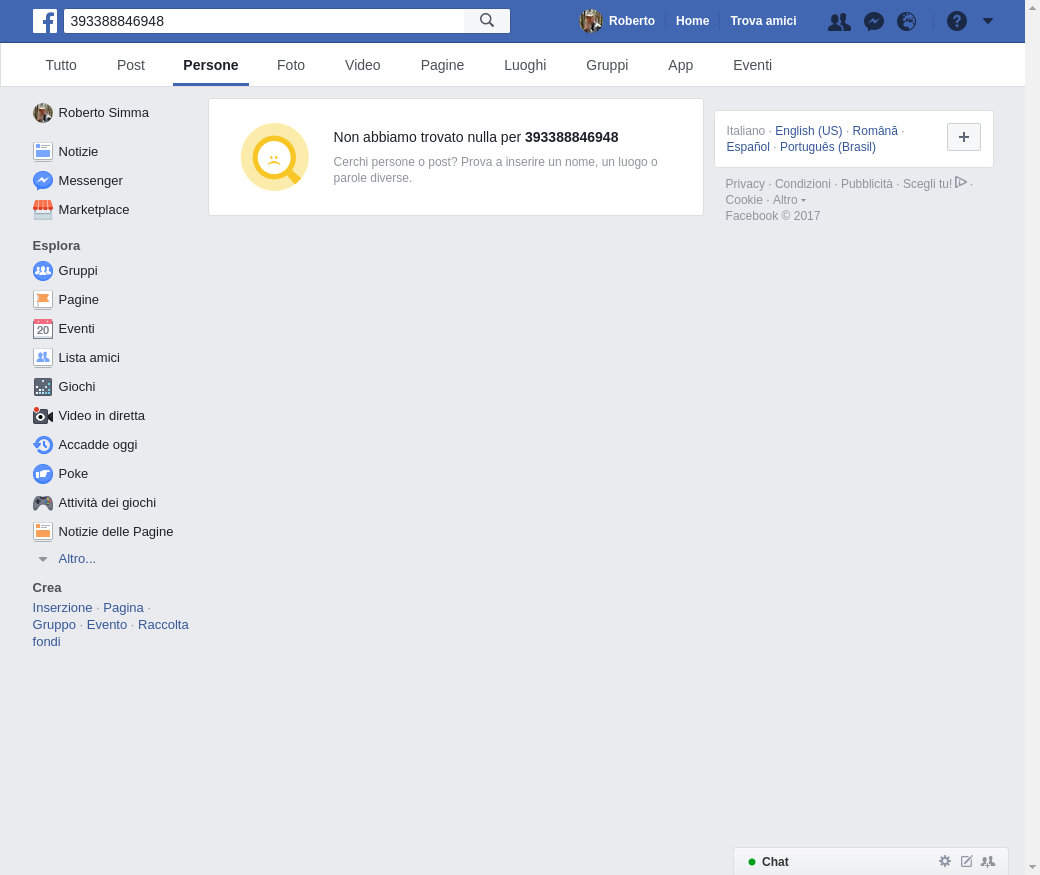 393388846948
Roberto Home Trova amici
Tutto Post Persone Foto Video Pagine Luoghi Gruppi App Eventi
Roberto Simma
Notizie
Messenger
Marketplace
Esplora
Gruppi
Pagine
20 Eventi
Lista amici
Giochi
Video in diretta
Accadde oggi
Poke
Attività dei giochi
Notizie delle Pagine
Altro...
Crea
Inserzione · Pagina ·
Gruppo · Evento · Raccolta
fondi
Non abbiamo trovato nulla per 393388846948
Cerchi persone o post? Prova a inserire un nome, un luogo o
parole diverse.
Italiano · English (US) · Română ·
Español · Português (Brasil)
Privacy · Condizioni · Pubblicità · Scegli tu! ·
Cookie · Altro
Facebook © 2017
Chat